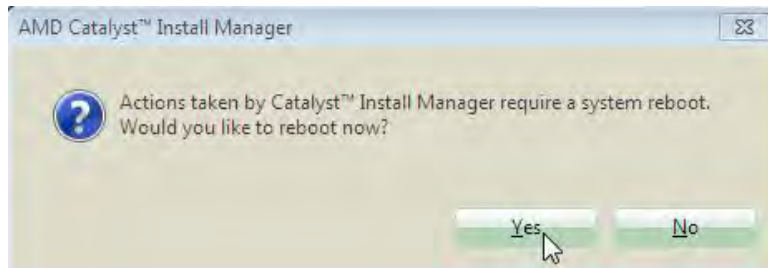 AMD Catalyst™ Install Manager
Actions taken by Catalyst™ Install Manager require a system reboot.
Would you like to reboot now?
Yes
No